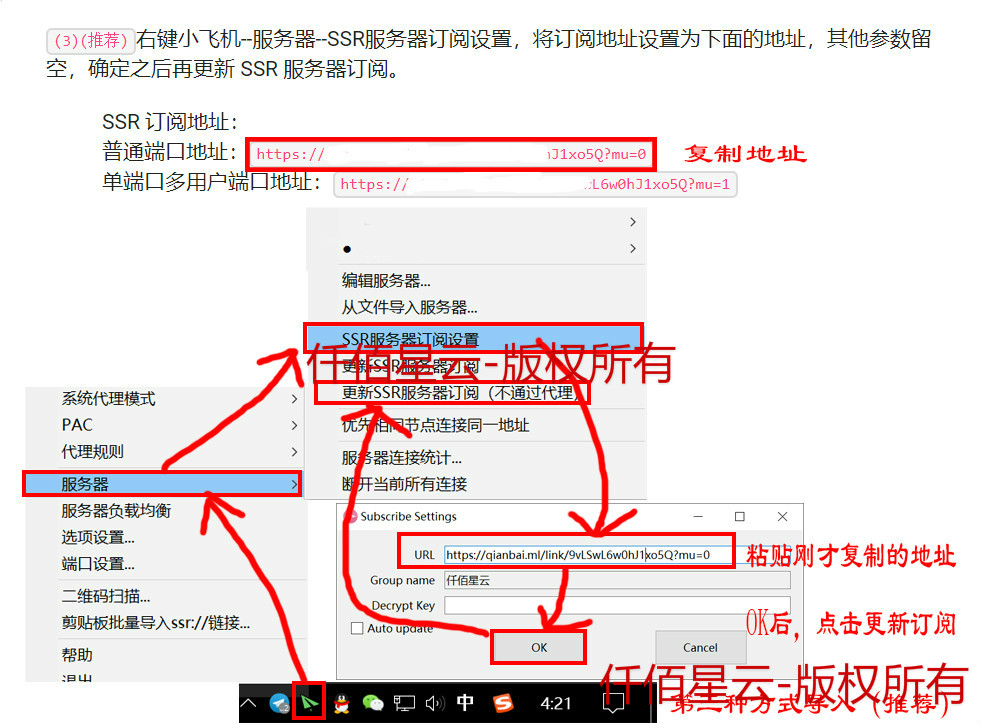 (3)(推荐)右键小飞机--服务器--SSR服务器订阅设置，将订阅地址设置为下面的地址，其他参数留
空，确定之后再更新 SSR 服务器订阅。
SSR 订阅地址：
普通端口地址： https:// J1xo5Q?mu=0 复制地址
单端口多用户端口地址： https:// L6w0hJ1xo5Q?mu=1
编辑服务器...
从文件导入服务器...
SSR服务器订阅设置
仟佰星云-版权所有
更新SSR服务器订阅
更新SSR服务器订阅（不通过代理）
优先相同节点连接同一地址
服务器连接统计...
断开当前所有连接
系统代理模式
PAC
代理规则
服务器
服务器负载均衡
选项设置...
端口设置...
二维码扫描...
剪贴板批量导入ssr://链接...
帮助
退出
Subscribe Settings
URL https://qianbai.ml/link/9vLSwL6w0hJ1xo5Q?mu=0
粘贴刚才复制的地址
Group name 仟佰星云
Decrypt Key
Auto update
OK后，点击更新订阅
OK Cancel
仟佰星云-版权所有
中 4:21
第三种方式导入（推荐）